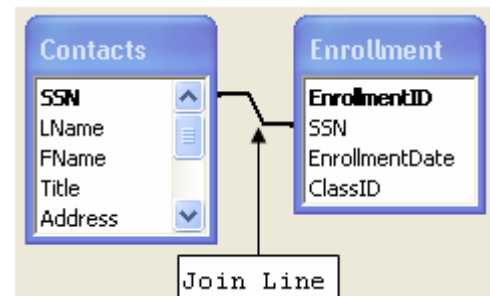 Contacts
SSN
LName
FName
Title
Address
Enrollment
EnrollmentID
SSN
EnrollmentDate
ClassID
Join Line